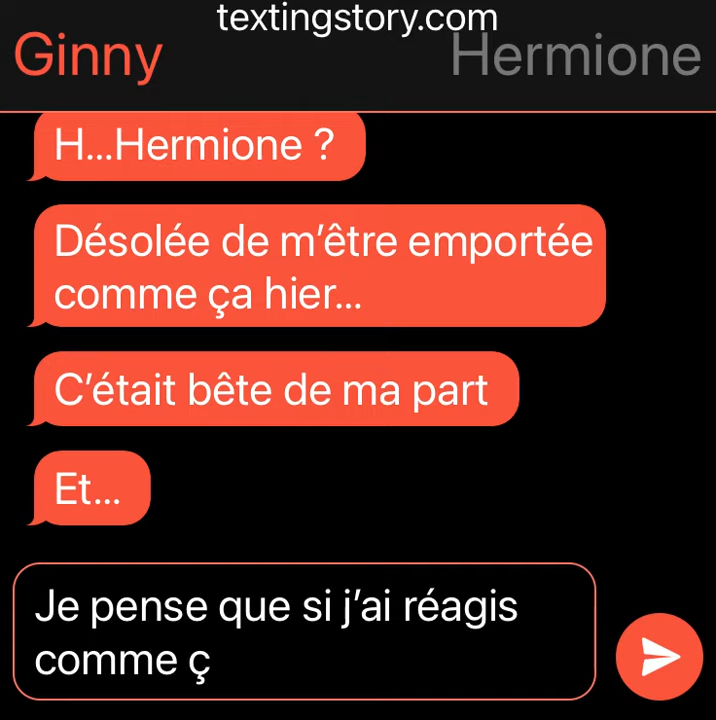 textingstory.com
Ginny
Hermione
H...Hermione ?
Désolée de m’être emportée
comme ça hier...
C’était bête de ma part
Et...
Je pense que si j’ai réagis
comme ç